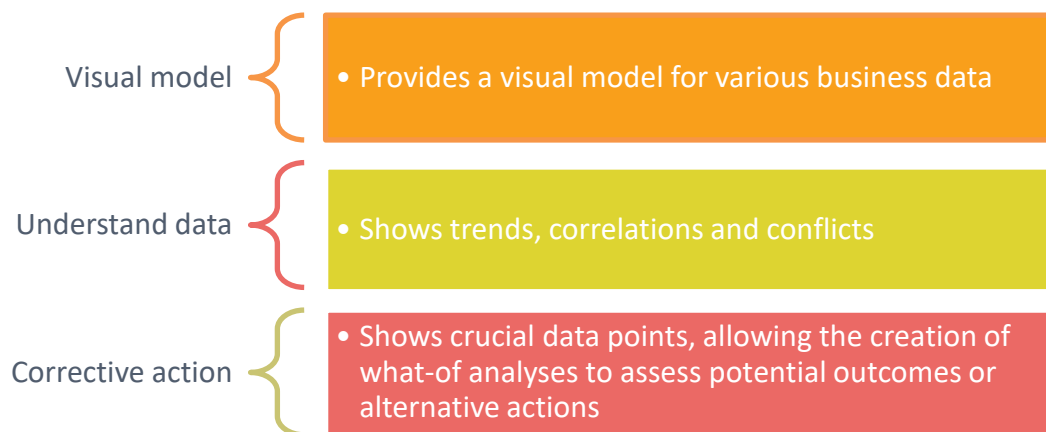 Visual model
• Provides a visual model for various business data
Understand data
• Shows trends, correlations and conflicts
Corrective action
• Shows crucial data points, allowing the creation of
what-of analyses to assess potential outcomes or
alternative actions